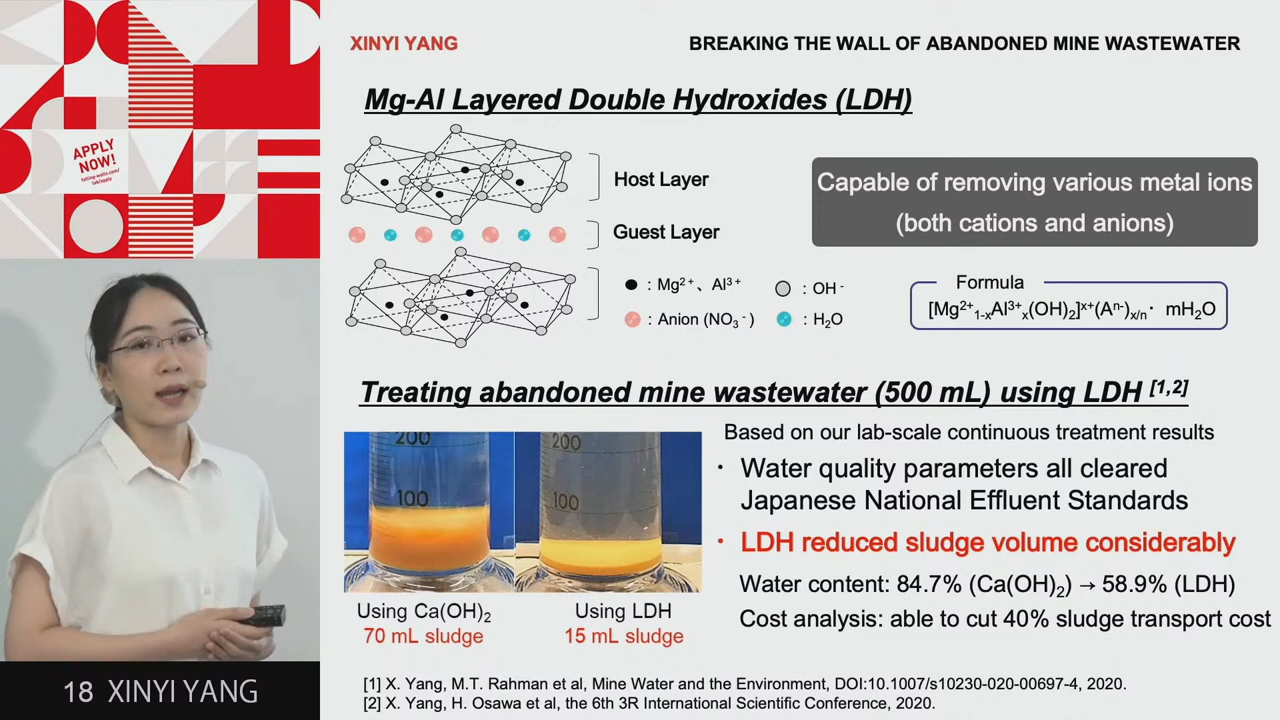 APPLY
NOW!
falling-walls.com/
lab/apply
18 XINYI YANG
XINYI YANG
BREAKING THE WALL OF ABANDONED MINE WASTEWATER
Mg-Al Layered Double Hydroxides (LDH)
Host Layer
Guest Layer
: Mg²⁺、Al³⁺
: OH⁻
: Anion (NO₃⁻)
: H₂O
Capable of removing various metal ions
(both cations and anions)
Formula
[Mg²⁺₁₋ₓAl³⁺ₓ(OH)₂]ˣ⁺(Aⁿ⁻)ₓ/ₙ· mH₂O
Treating abandoned mine wastewater (500 mL) using LDH [1,2]
200
100
200
100
Using Ca(OH)₂
70 mL sludge
Using LDH
15 mL sludge
Based on our lab-scale continuous treatment results
· Water quality parameters all cleared
Japanese National Effluent Standards
· LDH reduced sludge volume considerably
Water content: 84.7% (Ca(OH)₂) → 58.9% (LDH)
Cost analysis: able to cut 40% sludge transport cost
[1] X. Yang, M.T. Rahman et al, Mine Water and the Environment, DOI:10.1007/s10230-020-00697-4, 2020.
[2] X. Yang, H. Osawa et al, the 6th 3R International Scientific Conference, 2020.